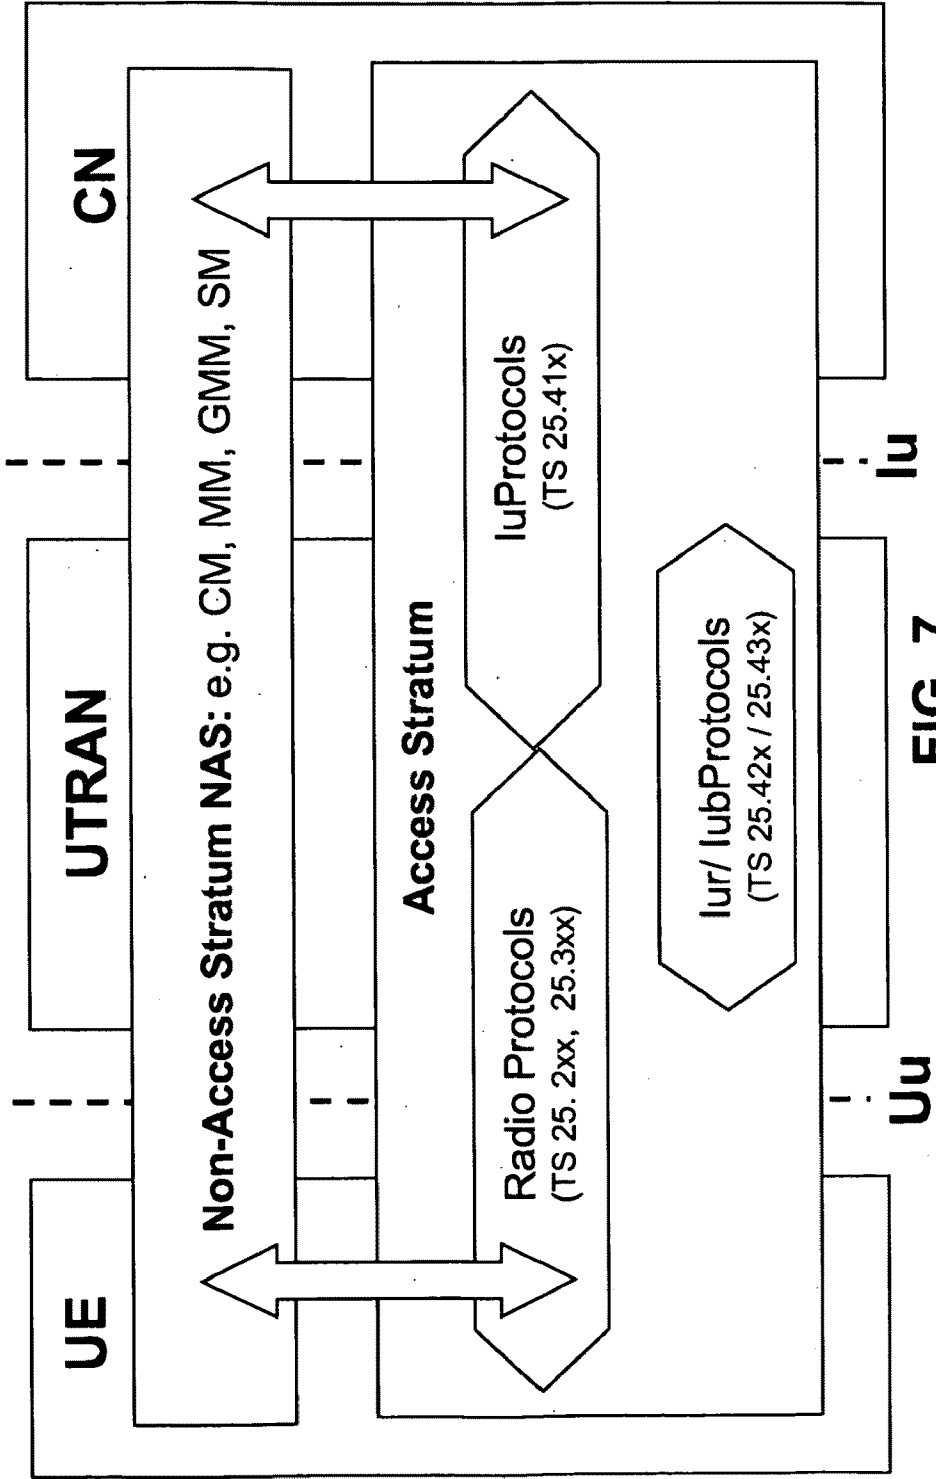 UE
UTRAN
CN
Non-Access Stratum NAS: e.g. CM, MM, GMM, SM
Access Stratum
Radio Protocols
(TS 25. 2xx, 25.3xx)
IuProtocols
(TS 25.41x)
Iur/ IubProtocols
(TS 25.42x / 25.43x)
Uu
Iu
FIG 7